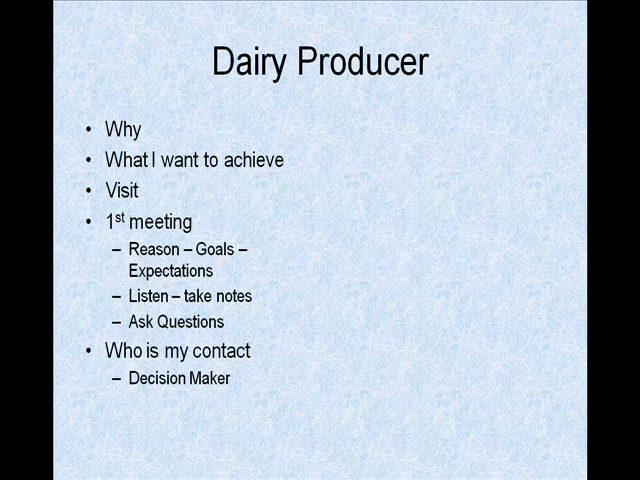 Dairy Producer
• Why
• What I want to achieve
• Visit
• 1st meeting
– Reason – Goals –
Expectations
– Listen – take notes
– Ask Questions
• Who is my contact
– Decision Maker